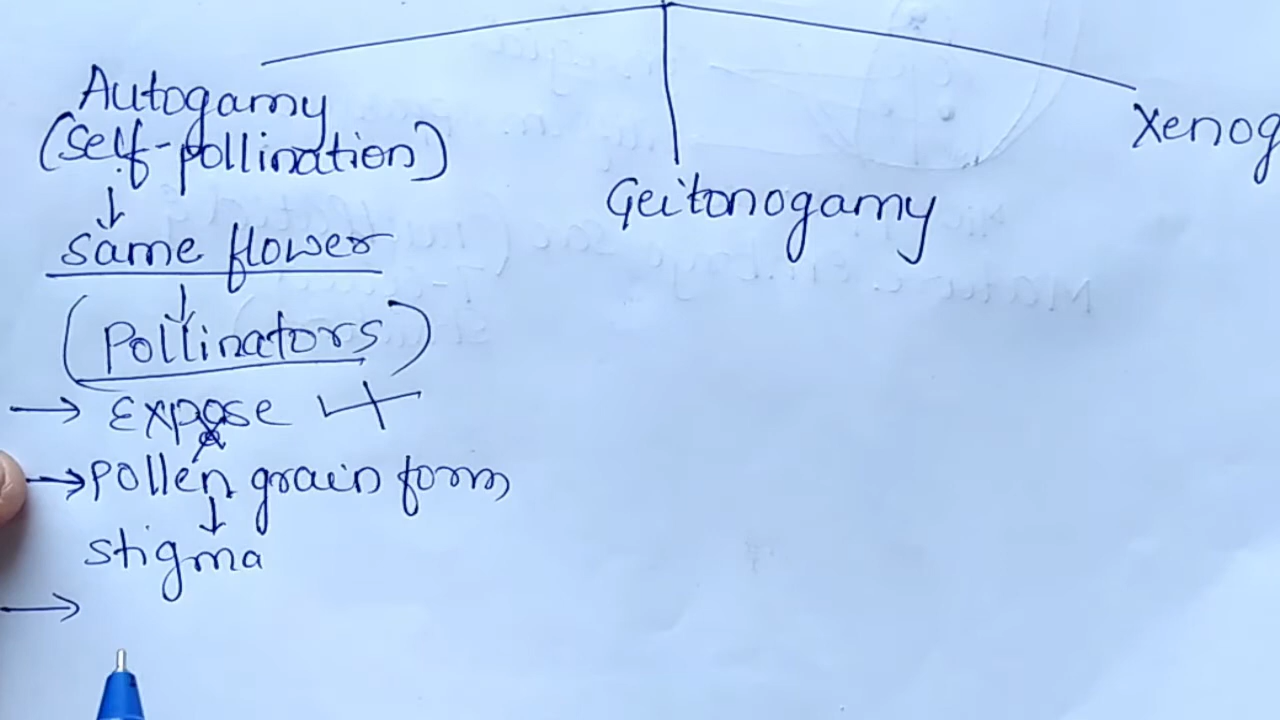 Autogamy
(Self-pollination)
same flower
(Pollinators)
Expose
pollen grain form
stigma
Geitonogamy
Xenog